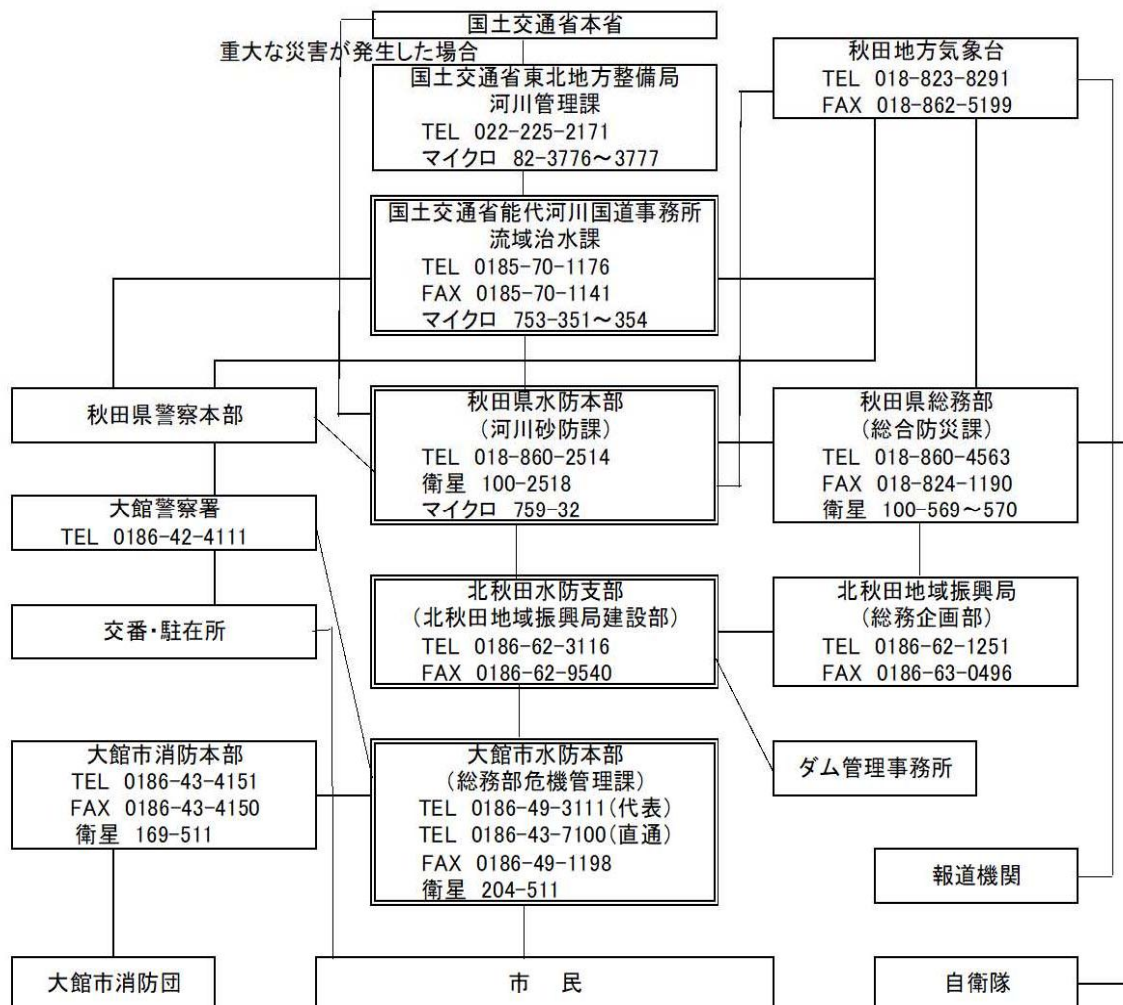 国土交通省本省
重大な災害が発生した場合
国土交通省東北地方整備局
河川管理課
TEL 022-225-2171
マイクロ 82-3776~3777
秋田地方気象台
TEL 018-823-8291
FAX 018-862-5199
国土交通省能代河川国道事務所
流域治水課
TEL 0185-70-1176
FAX 0185-70-1141
マイクロ 753-351~354
秋田県警察本部
秋田県水防本部
(河川砂防課)
TEL 018-860-2514
衛星 100-2518
マイクロ 759-32
秋田県総務部
(総合防災課)
TEL 018-860-4563
FAX 018-824-1190
衛星 100-569~570
大館警察署
TEL 0186-42-4111
交番・駐在所
北秋田水防支部
(北秋田地域振興局建設部)
TEL 0186-62-3116
FAX 0186-62-9540
北秋田地域振興局
(総務企画部)
TEL 0186-62-1251
FAX 0186-63-0496
大館市消防本部
TEL 0186-43-4151
FAX 0186-43-4150
衛星 169-511
大館市水防本部
(総務部危機管理課)
TEL 0186-49-3111(代表)
TEL 0186-43-7100(直通)
FAX 0186-49-1198
衛星 204-511
ダム管理事務所
報道機関
大館市消防団
市 民
自衛隊